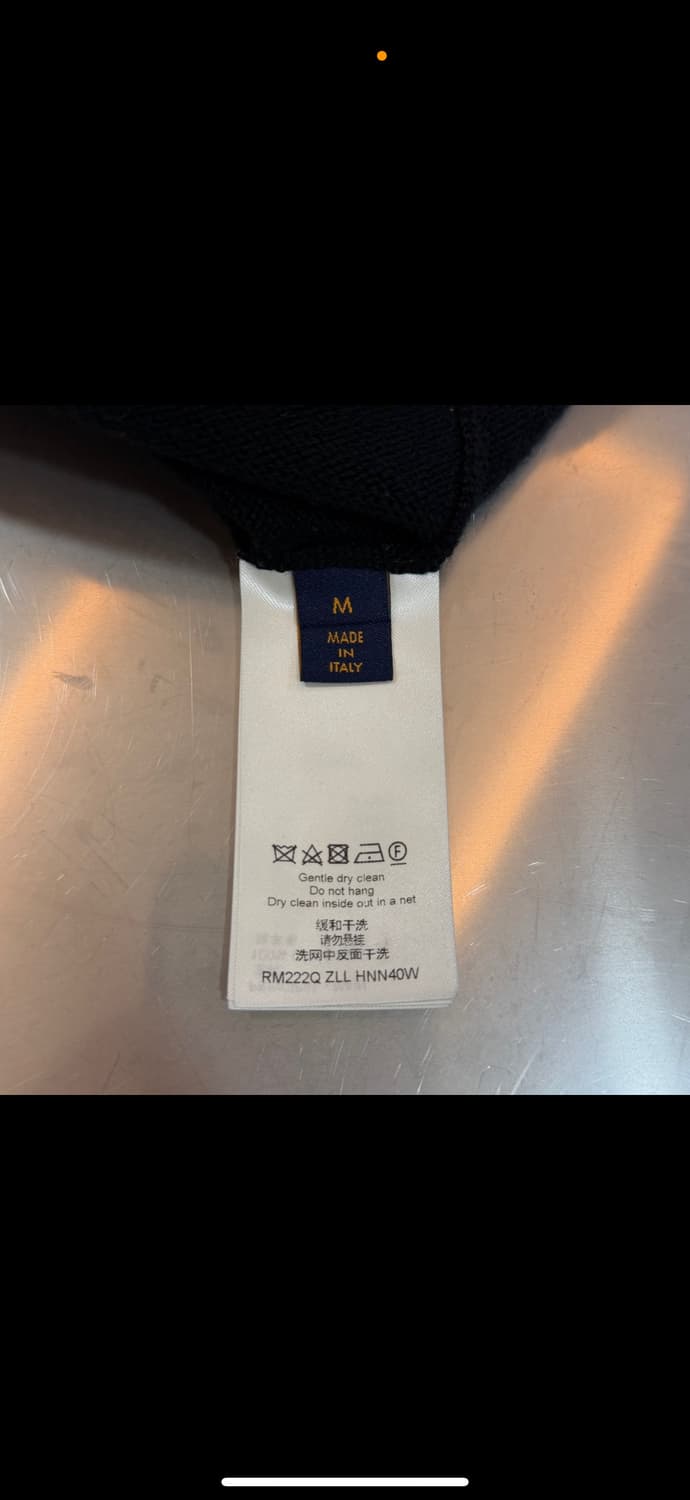 M
MADE
IN
ITALY
F
Gentle dry clean
Do not hang
Dry clean inside out in a net
缓和干洗
请勿悬挂
洗网中反面干洗
RM222Q ZLL HNN40W